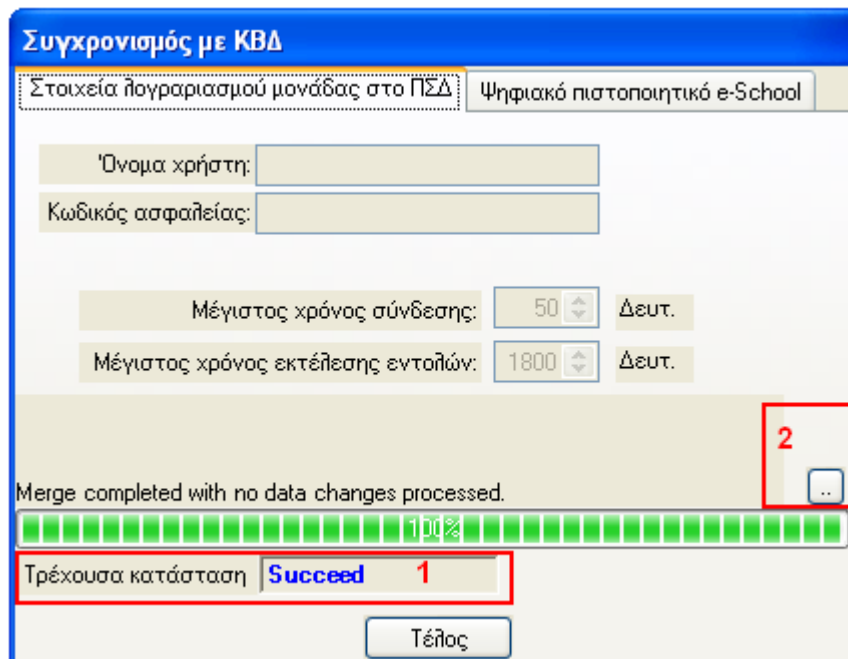 Συγχρονισμός με ΚΒΔ
Στοιχεία λογραριασμού μονάδας στο ΠΣΔ Ψηφιακό πιστοποιητικό e-School
Όνομα χρήστη:
Κωδικός ασφαλείας:
Μέγιστος χρόνος σύνδεσης: 50 Δευτ.
Μέγιστος χρόνος εκτέλεσης εντολών: 1800 Δευτ.
2
..
Merge completed with no data changes processed.
100%
Τρέχουσα κατάσταση Succeed 1
Τέλος